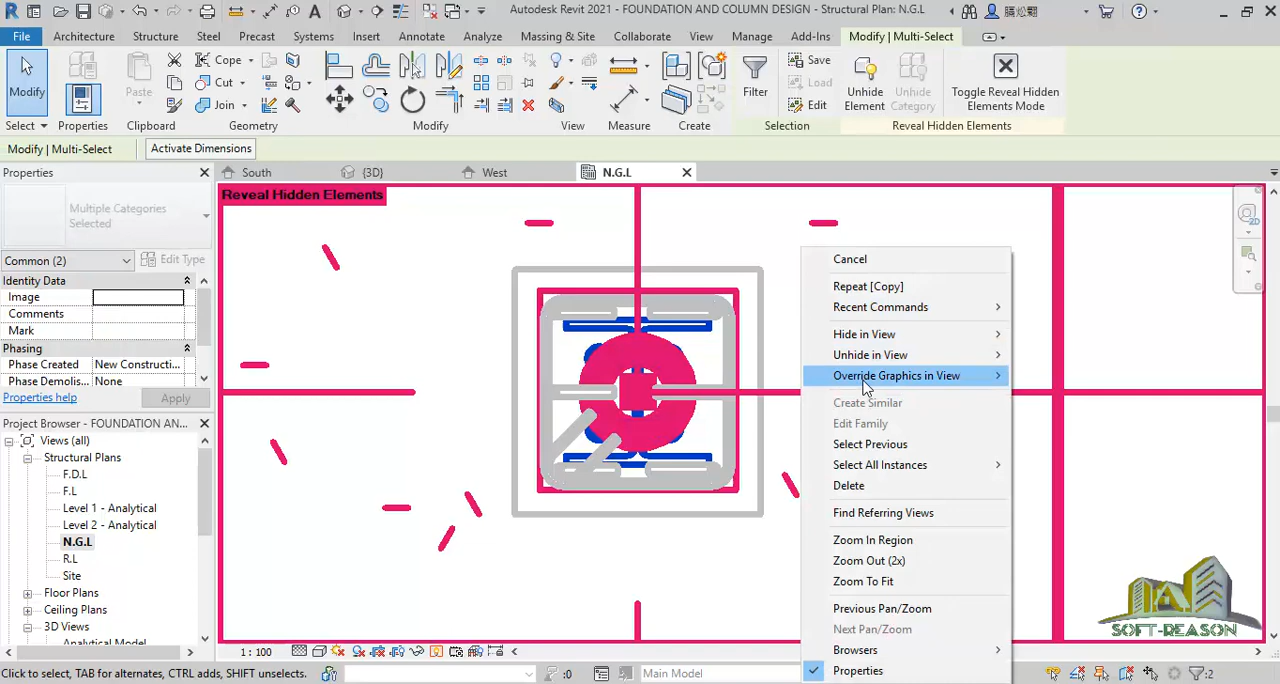 Autodesk Revit 2021 - FOUNDATION AND COLUMN DESIGN - Structural Plan: N.G.L
File Architecture Structure Steel Precast Systems Insert Annotate Analyze Massing & Site Collaborate View Manage Add-Ins Modify | Multi-Select
Modify
Paste
Cope
Cut
Join
Filter
Save
Load
Edit
Unhide
Element
Unhide
Category
Toggle Reveal Hidden
Elements Mode
Select Properties Clipboard Geometry Modify View Measure Create Selection Reveal Hidden Elements
Modify | Multi-Select Activate Dimensions
Properties
South {3D} West N.G.L
Multiple Categories
Selected
Common (2) Edit Type
Identity Data
Image
Comments
Mark
Phasing
Phase Created New Constructi...
Phase Demolis... None
Properties help Apply
Project Browser - FOUNDATION AN...
Views (all)
Structural Plans
F.D.L
F.L
Level 1 - Analytical
Level 2 - Analytical
N.G.L
R.L
Site
Floor Plans
Ceiling Plans
3D Views
Analytical Model
Reveal Hidden Elements
2D
Cancel
Repeat [Copy]
Recent Commands
Hide in View
Unhide in View
Override Graphics in View
Create Similar
Edit Family
Select Previous
Select All Instances
Delete
Find Referring Views
Zoom In Region
Zoom Out (2x)
Zoom To Fit
Previous Pan/Zoom
Next Pan/Zoom
Browsers
Properties
SOFT-REASON
1 : 100
Click to select, TAB for alternates, CTRL adds, SHIFT unselects. :0 Main Model :2